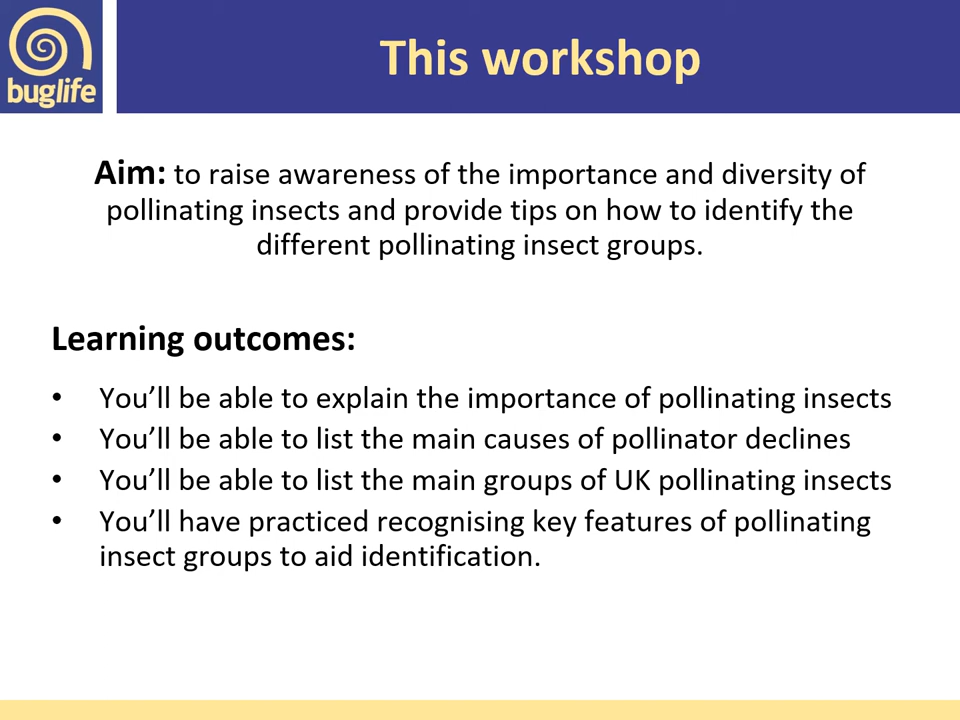 buglife
This workshop
Aim: to raise awareness of the importance and diversity of
pollinating insects and provide tips on how to identify the
different pollinating insect groups.
Learning outcomes:
• You’ll be able to explain the importance of pollinating insects
• You’ll be able to list the main causes of pollinator declines
• You’ll be able to list the main groups of UK pollinating insects
• You’ll have practiced recognising key features of pollinating
insect groups to aid identification.